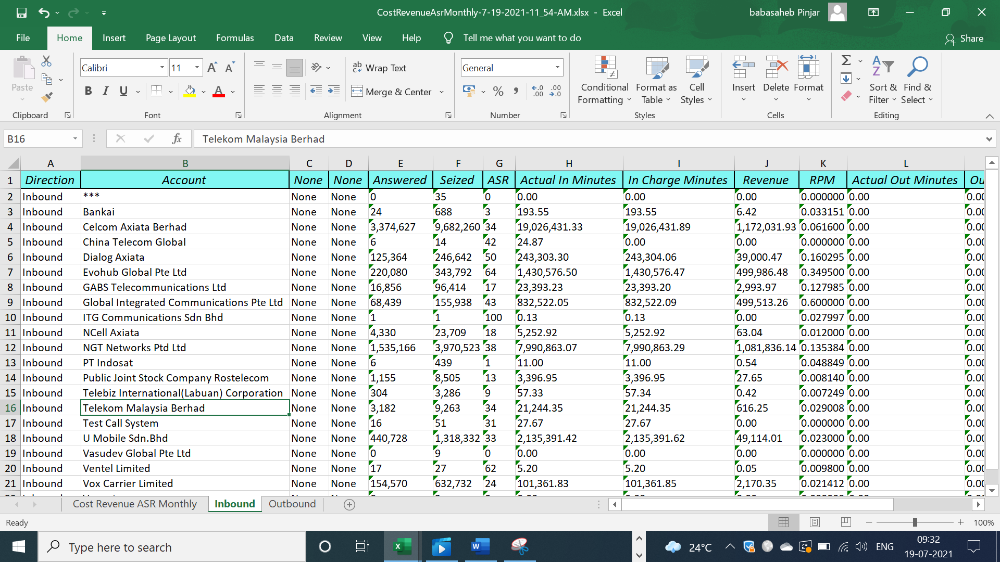 CostRevenueAsrMonthly-7-19-2021-11_54-AM.xlsx - Excel
babasaheb Pinjar
File Home Insert Page Layout Formulas Data Review View Help Tell me what you want to do Share
Paste
Clipboard
Calibri 11
B I U
Font
Wrap Text
Merge & Center
Alignment
General
Number
Conditional Formatting
Format as Table
Cell Styles
Styles
Insert Delete Format
Cells
Sort & Filter
Find & Select
Editing
B16 fx Telekom Malaysia Berhad
A B C D E F G H I J K L
1 Direction Account None None Answered Seized ASR Actual In Minutes In Charge Minutes Revenue RPM Actual Out Minutes Ou
2 Inbound *** None None 0 35 0 0.00 0.00 0.00 0.000000 0.00 0.00
3 Inbound Bankai None None 24 688 3 193.55 193.55 6.42 0.033151 0.00 0.00
4 Inbound Celcom Axiata Berhad None None 3,374,627 9,682,260 34 19,026,431.33 19,026,431.89 1,172,031.93 0.061600 0.00 0.00
5 Inbound China Telecom Global None None 6 14 42 24.87 0.00 0.00 0.000000 0.00 0.00
6 Inbound Dialog Axiata None None 125,364 246,642 50 243,303.30 243,304.06 39,000.47 0.160295 0.00 0.00
7 Inbound Evohub Global Pte Ltd None None 220,080 343,792 64 1,430,576.50 1,430,576.47 499,986.48 0.349500 0.00 0.00
8 Inbound GABS Telecommunications Ltd None None 16,856 96,414 17 23,393.23 23,393.20 2,993.97 0.127985 0.00 0.00
9 Inbound Global Integrated Communications Pte Ltd None None 68,439 155,938 43 832,522.05 832,522.09 499,513.26 0.600000 0.00 0.00
10 Inbound ITG Communications Sdn Bhd None None 1 1 100 0.13 0.13 0.00 0.027997 0.00 0.00
11 Inbound NCell Axiata None None 4,330 23,709 18 5,252.92 5,252.92 63.04 0.012000 0.00 0.00
12 Inbound NGT Networks Ptd Ltd None None 1,535,166 3,970,523 38 7,990,863.07 7,990,863.29 1,081,836.14 0.135384 0.00 0.00
13 Inbound PT Indosat None None 6 439 1 11.00 11.00 0.54 0.048849 0.00 0.00
14 Inbound Public Joint Stock Company Rostelecom None None 1,155 8,505 13 3,396.95 3,396.95 27.65 0.008140 0.00 0.00
15 Inbound Telebiz International(Labuan) Corporation None None 304 3,286 9 57.33 57.34 0.42 0.007249 0.00 0.00
16 Inbound Telekom Malaysia Berhad None None 3,182 9,263 34 21,244.35 21,244.35 616.25 0.029008 0.00 0.00
17 Inbound Test Call System None None 16 51 31 27.67 27.67 0.00 0.000000 0.00 0.00
18 Inbound U Mobile Sdn.Bhd None None 440,728 1,318,332 33 2,135,391.42 2,135,391.62 49,114.01 0.023000 0.00 0.00
19 Inbound Vasudev Global Pte Ltd None None 0 9 0 0.00 0.00 0.00 0.000000 0.00 0.00
20 Inbound Ventel Limited None None 17 27 62 5.20 5.20 0.05 0.009800 0.00 0.00
21 Inbound Vox Carrier Limited None None 154,570 632,732 24 101,361.83 101,361.85 2,170.35 0.021412 0.00 0.00
Cost Revenue ASR Monthly Inbound Outbound
Ready 100%
Type here to search 24°C ENG 09:32
19-07-2021